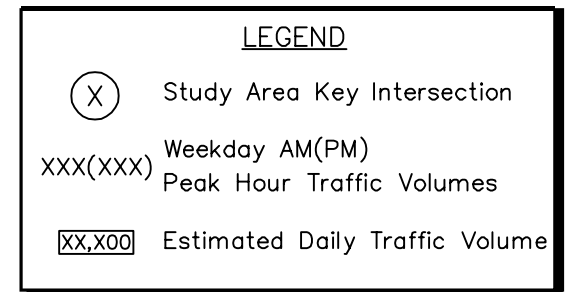 LEGEND
X Study Area Key Intersection
XXX(XXX) Weekday AM(PM)
Peak Hour Traffic Volumes
XX,X00 Estimated Daily Traffic Volume